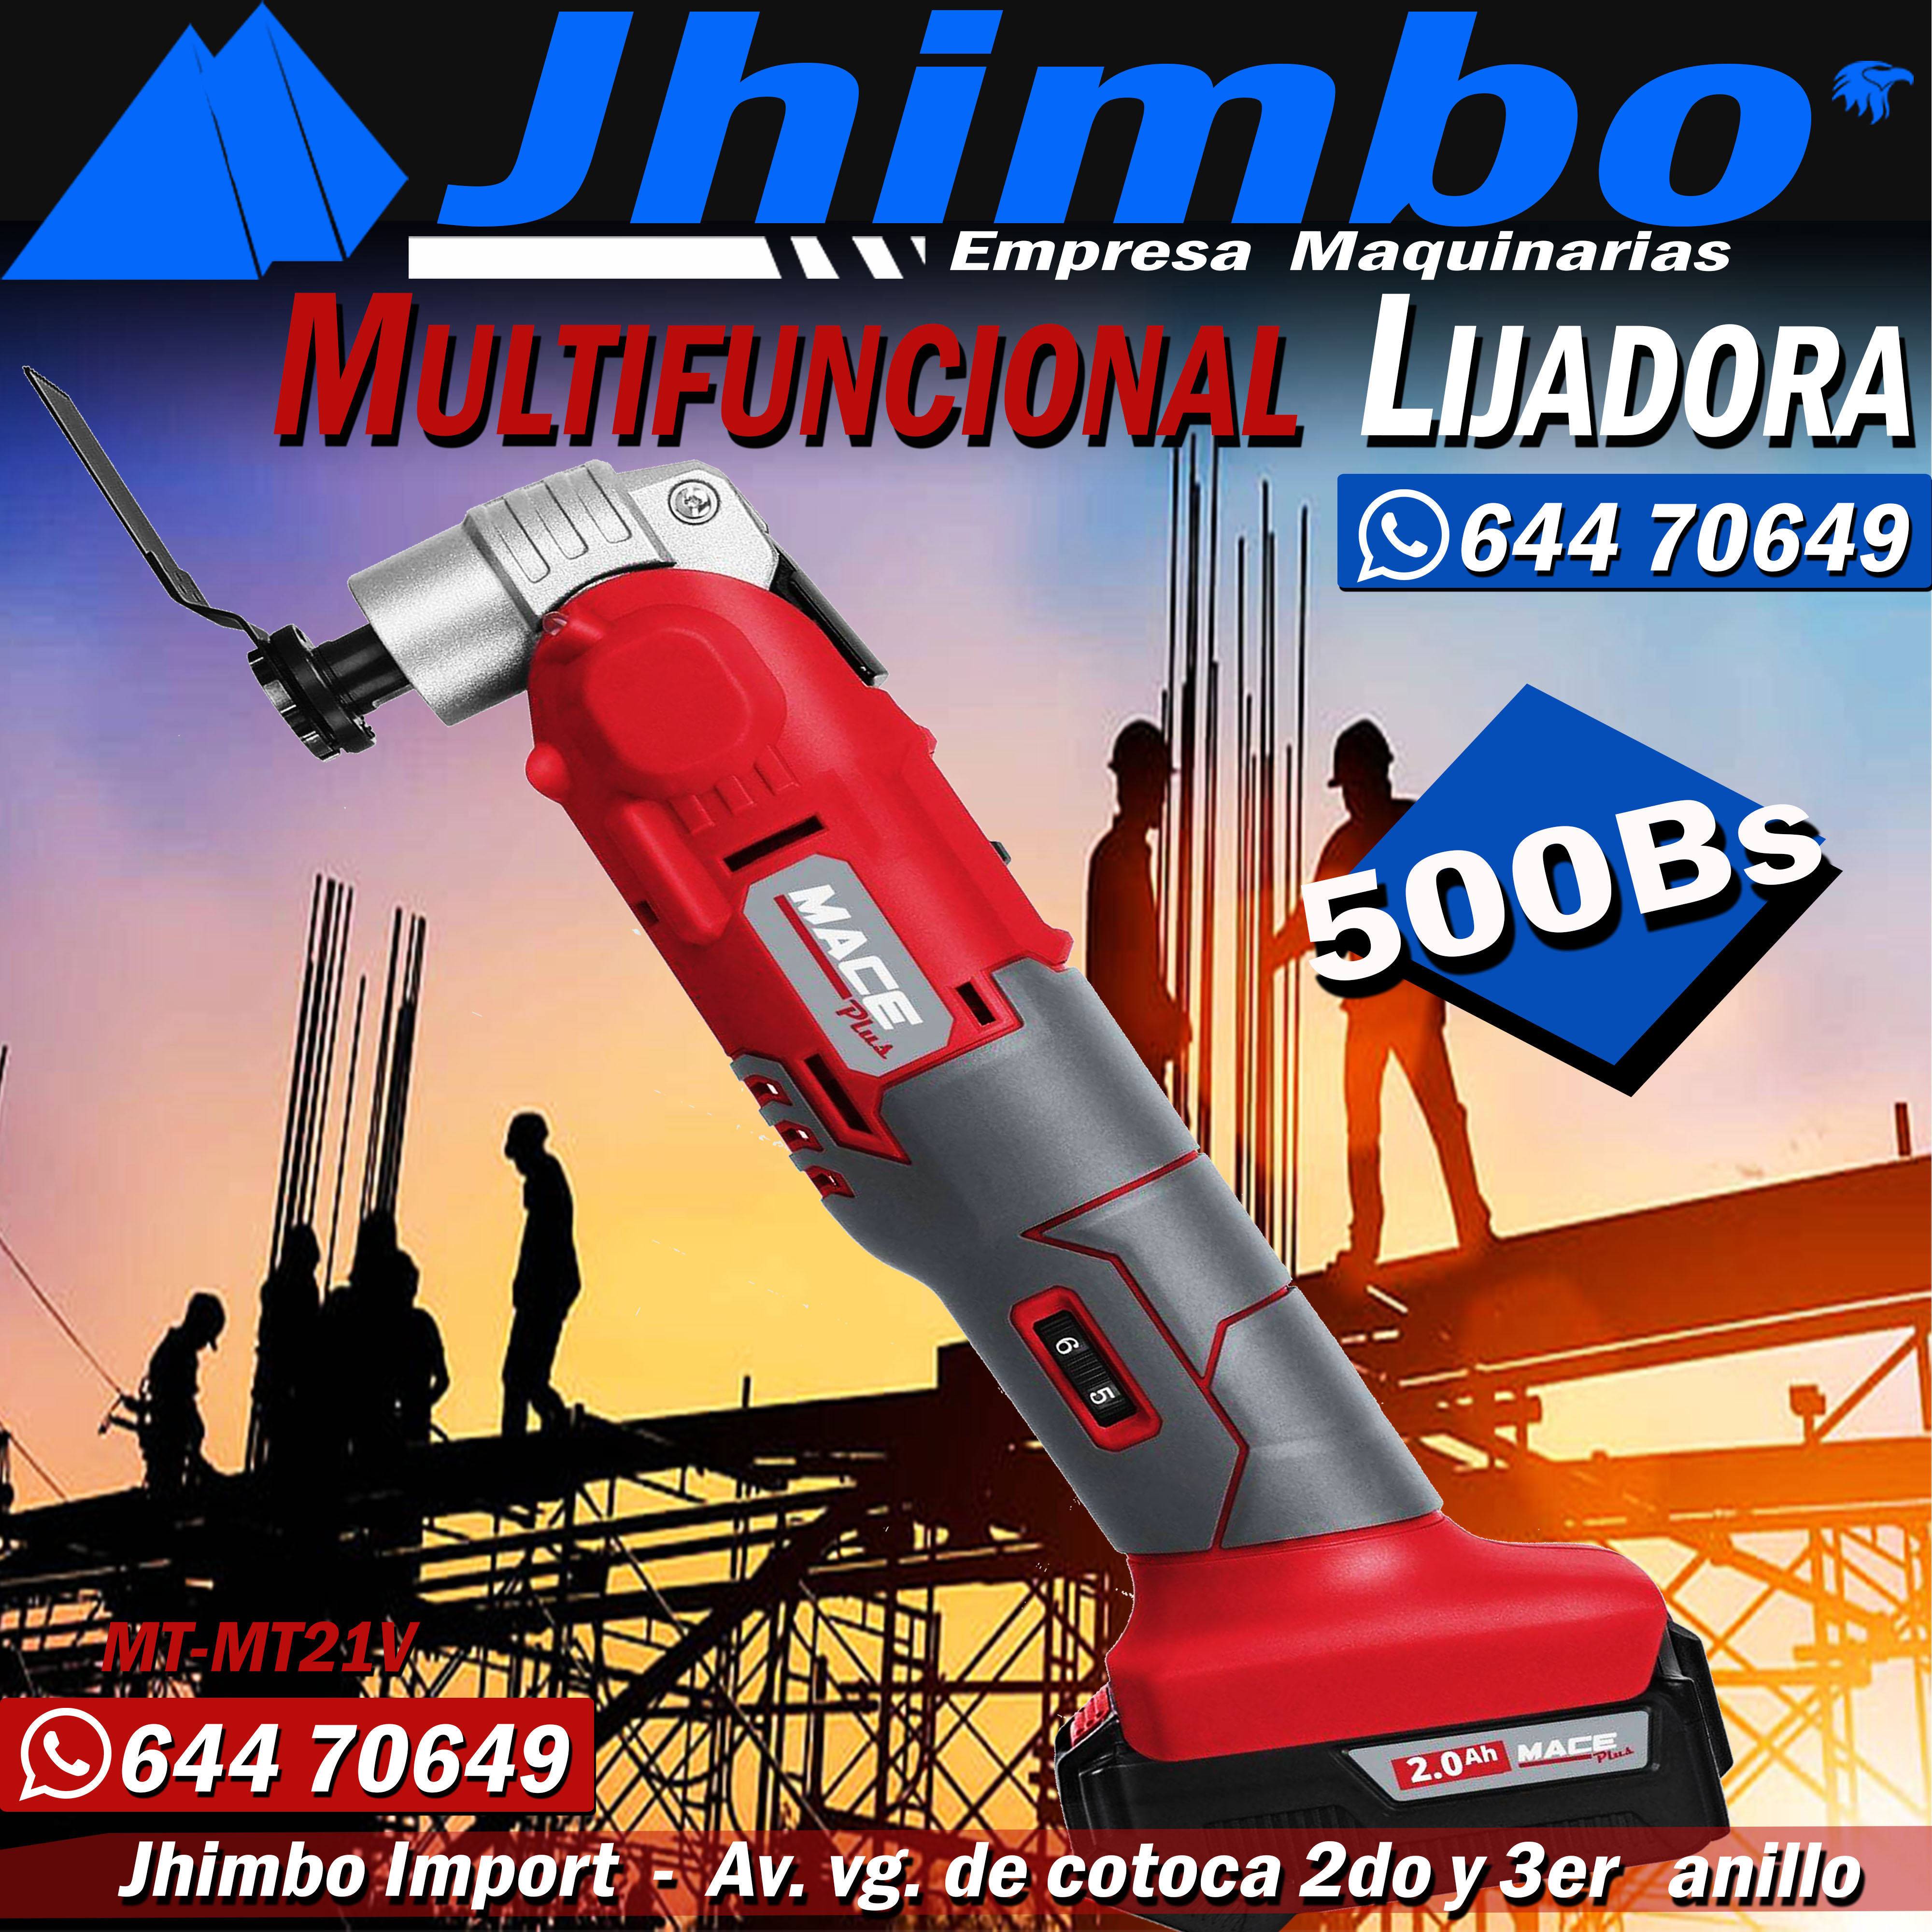 Jhimbo
Empresa Maquinarias
MULTIFUNCIONAL LIJADORA
644 70649
500Bs
MACE
Plus
6
5
MT-MT21V
644 70649
2.0Ah MACE
Plus
Jhimbo Import - Av. vg. de cotoca 2do y 3er anillo